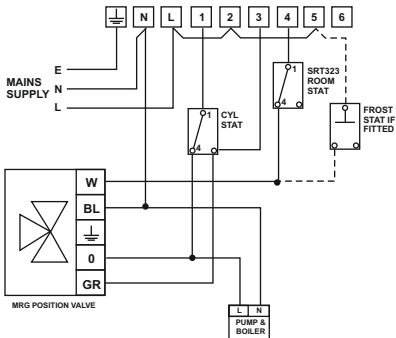 N L 1 2 3 4 5 6
E
MAINS N
SUPPLY
L
1
CYL
STAT
4
1
SRT323
ROOM
STAT
4
FROST
STAT IF
FITTED
W
BL
0
GR
MRG POSITION VALVE
L N
PUMP &
BOILER